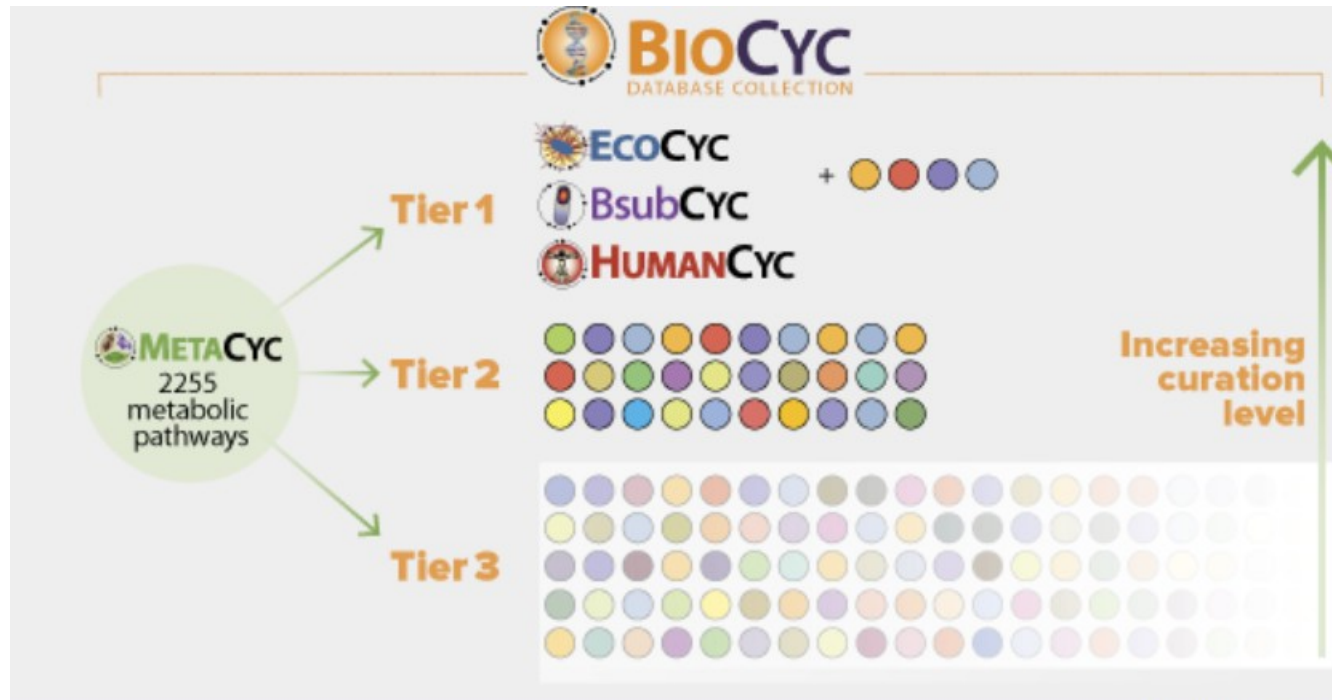 BIOCYC
DATABASE COLLECTION
ECOCYC
+
Tier 1
BsubCYC
HUMANCYC
METACYC
2255
metabolic
pathways
Tier 2
Increasing
curation
level
Tier 3